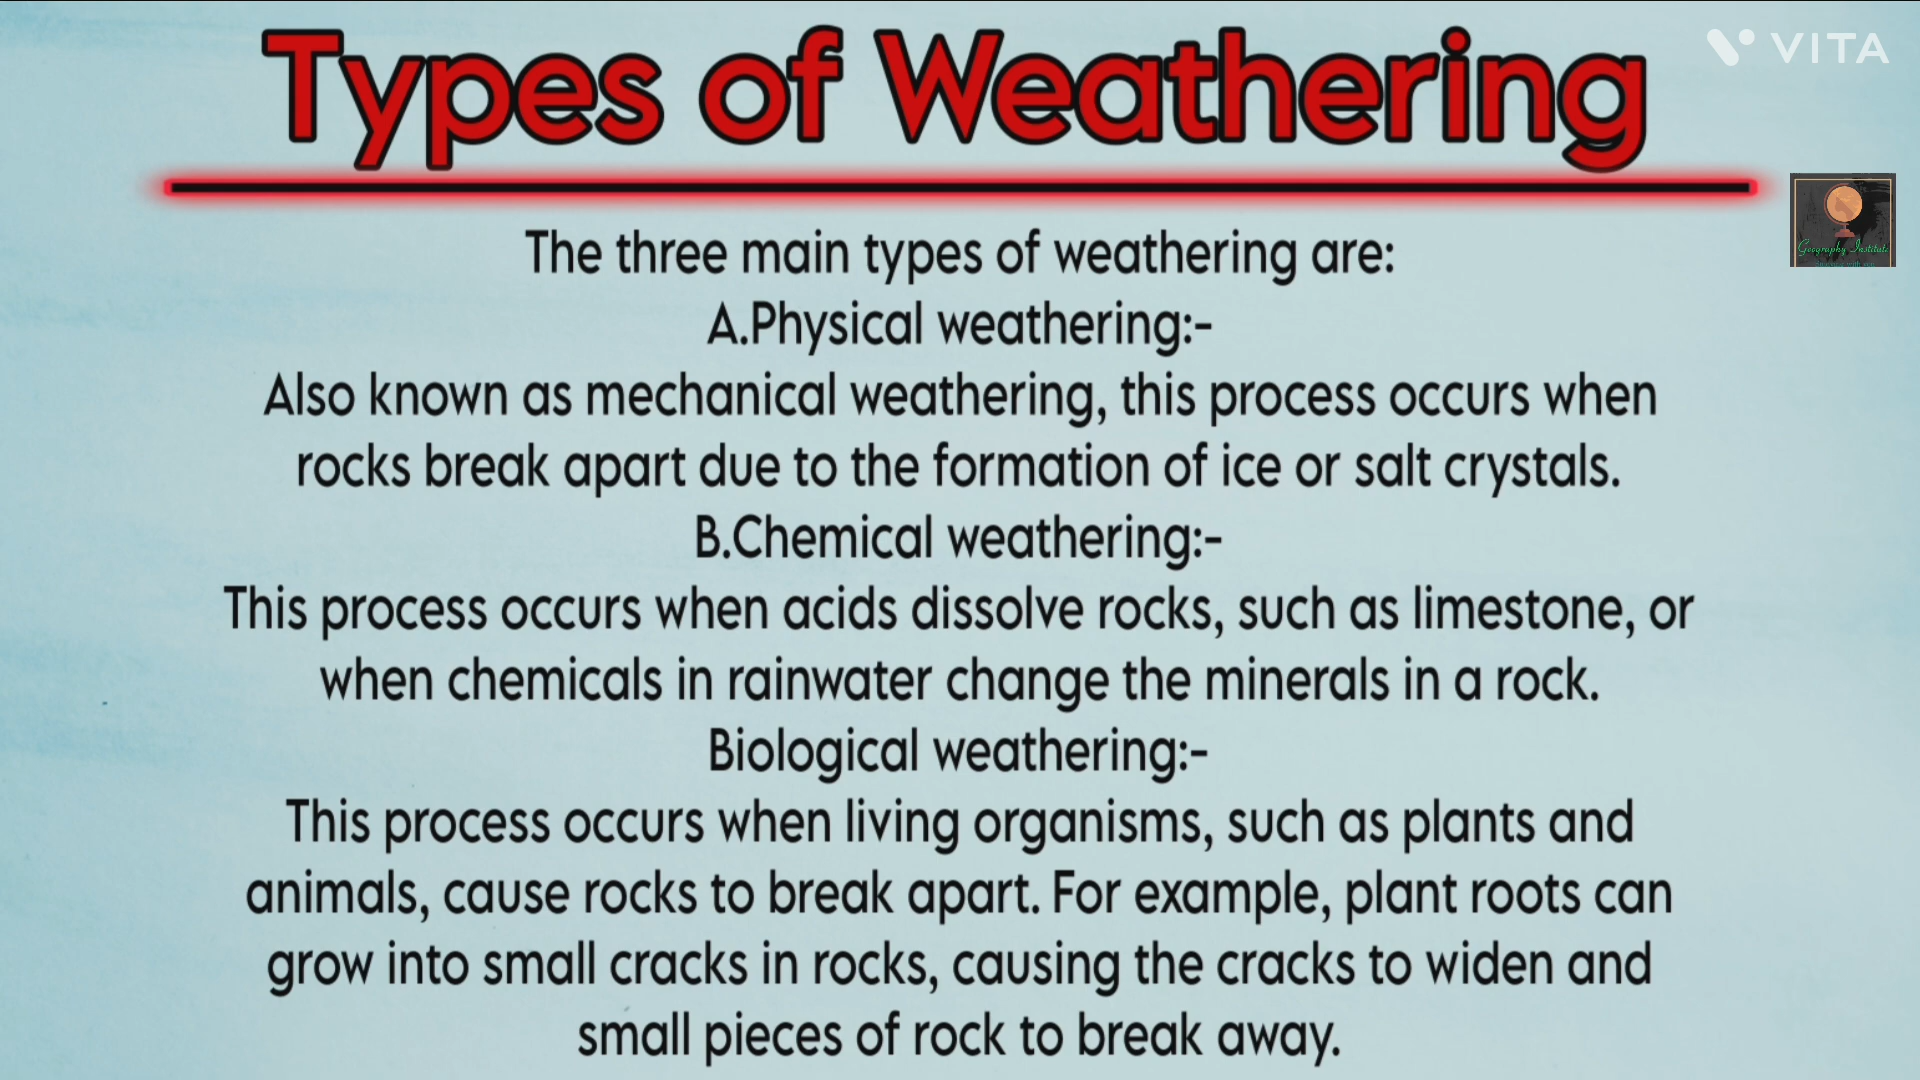 Types of Weathering
VITA
Geography Institute
The three main types of weathering are:
A.Physical weathering:-
Also known as mechanical weathering, this process occurs when
rocks break apart due to the formation of ice or salt crystals.
B.Chemical weathering:-
This process occurs when acids dissolve rocks, such as limestone, or
when chemicals in rainwater change the minerals in a rock.
Biological weathering:-
This process occurs when living organisms, such as plants and
animals, cause rocks to break apart. For example, plant roots can
grow into small cracks in rocks, causing the cracks to widen and
small pieces of rock to break away.